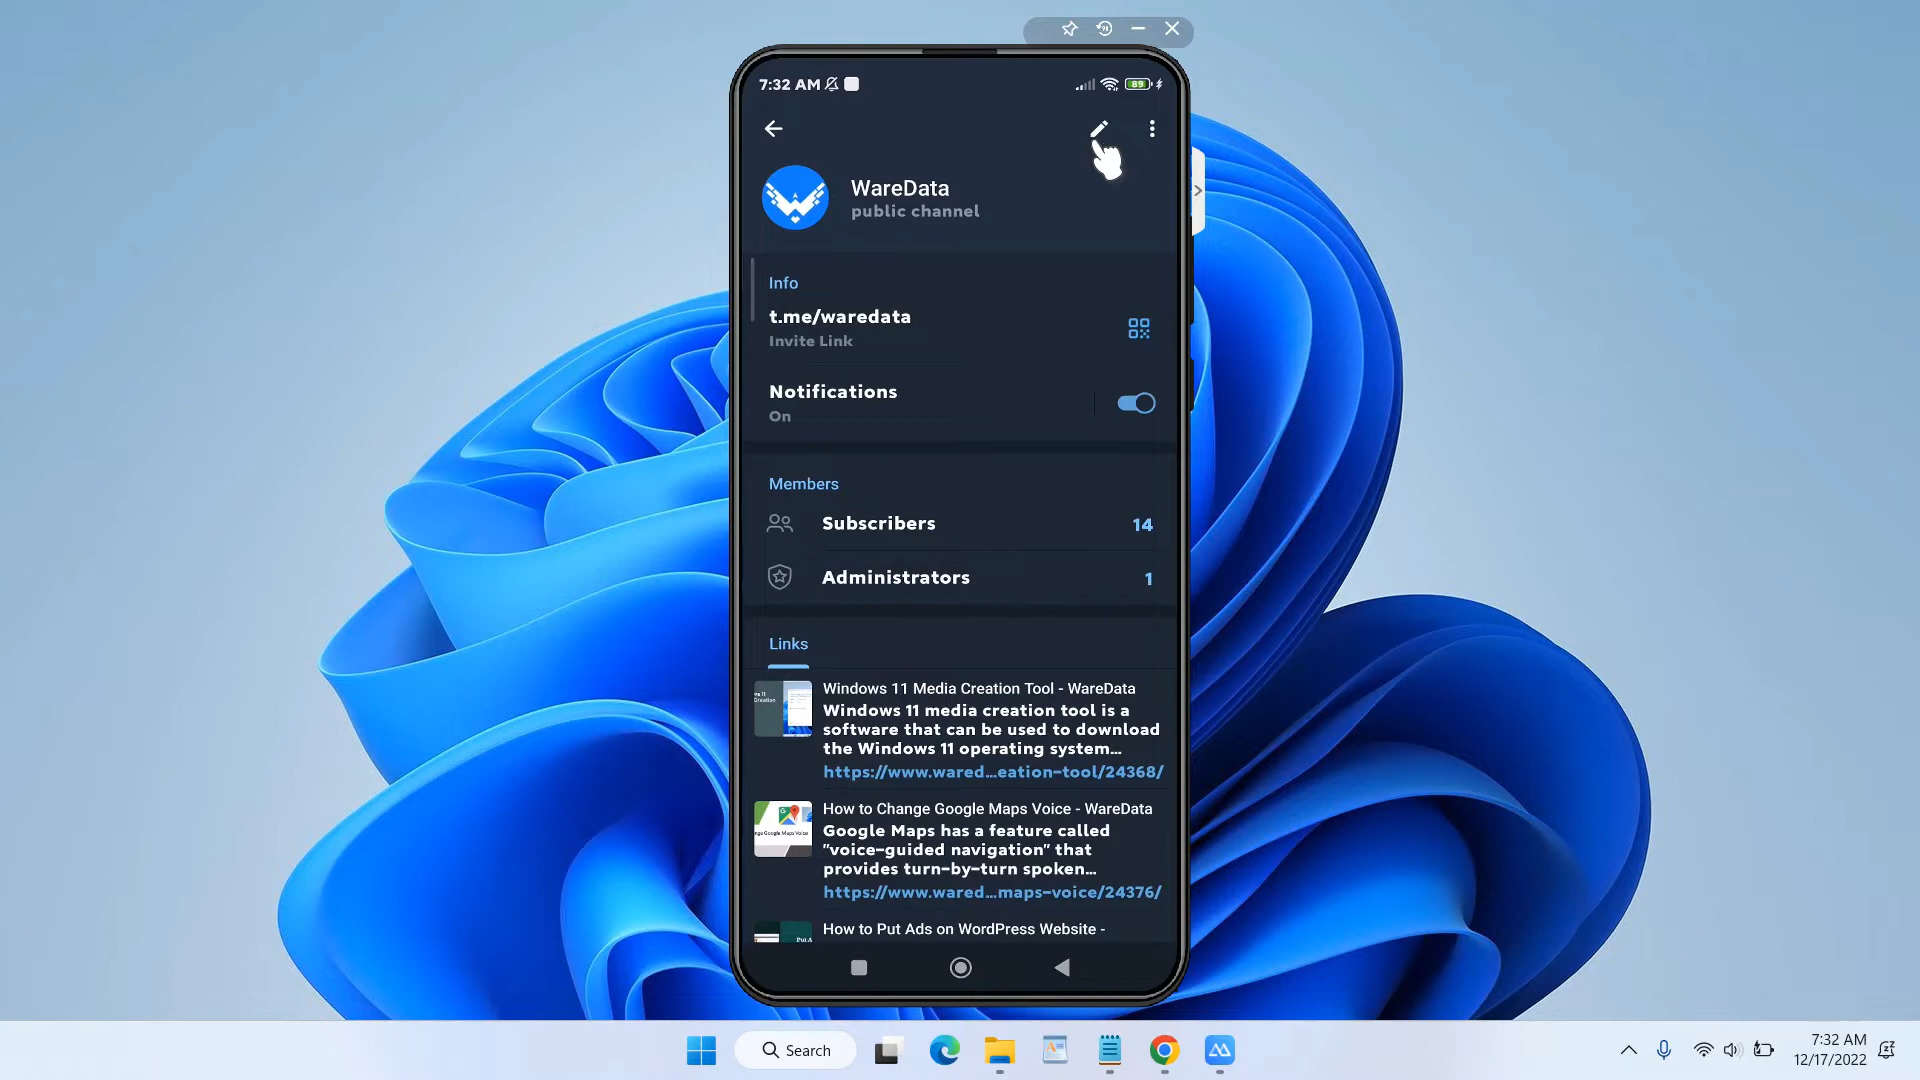 7:32 AM
89
WareData
public channel
Info
t.me/waredata
Invite Link
Notifications
On
Members
Subscribers 14
Administrators 1
Links
Windows 11 Media Creation Tool - WareData
Windows 11 media creation tool is a
software that can be used to download
the Windows 11 operating system...
https://www.wared...eation-tool/24368/
How to Change Google Maps Voice - WareData
Google Maps has a feature called
"voice-guided navigation" that
provides turn-by-turn spoken...
https://www.wared...maps-voice/24376/
How to Put Ads on WordPress Website -
Search
7:32 AM
12/17/2022